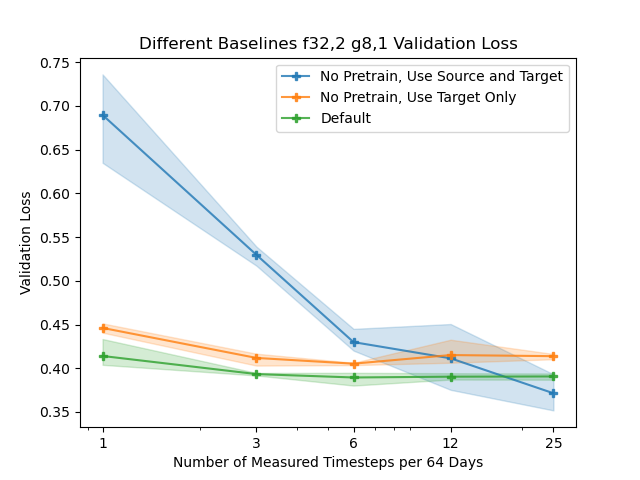 Different Baselines f32,2 g8,1 Validation Loss
No Pretrain, Use Source and Target
No Pretrain, Use Target Only
Default
Validation Loss
0.75
0.70
0.65
0.60
0.55
0.50
0.45
0.40
0.35
1 3 6 12 25
Number of Measured Timesteps per 64 Days